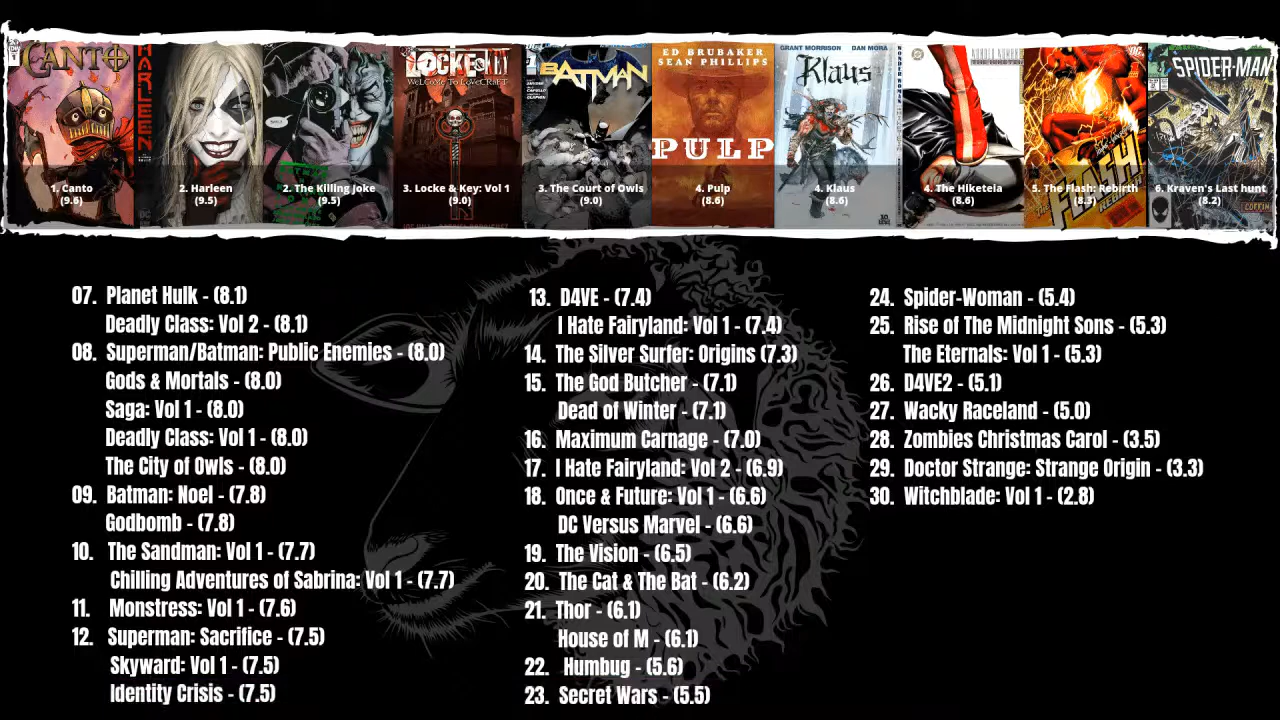 CANTO
HARLEEN
LOCKE & KEY
WELCOME TO LOVECRAFT
BATMAN
ED BRUBAKER
SEAN PHILLIPS
PULP
GRANT MORRISON DAN MORA
Klaus
WONDER WOMAN
THE FLASH
SPIDER-MAN
COFFIN
1. Canto
(9.6)
2. Harleen
(9.5)
2. The Killing Joke
(9.5)
3. Locke & Key: Vol 1
(9.0)
3. The Court of Owls
(9.0)
4. Pulp
(8.6)
4. Klaus
(8.6)
4. The Hiketeia
(8.6)
5. The Flash: Rebirth
(8.3)
6. Kraven's Last hunt
(8.2)
07. Planet Hulk - (8.1)
Deadly Class: Vol 2 - (8.1)
08. Superman/Batman: Public Enemies - (8.0)
Gods & Mortals - (8.0)
Saga: Vol 1 - (8.0)
Deadly Class: Vol 1 - (8.0)
The City of Owls - (8.0)
09. Batman: Noel - (7.8)
Godbomb - (7.8)
10. The Sandman: Vol 1 - (7.7)
Chilling Adventures of Sabrina: Vol 1 - (7.7)
11. Monstress: Vol 1 - (7.6)
12. Superman: Sacrifice - (7.5)
Skyward: Vol 1 - (7.5)
Identity Crisis - (7.5)
13. D4VE - (7.4)
I Hate Fairyland: Vol 1 - (7.4)
14. The Silver Surfer: Origins (7.3)
15. The God Butcher - (7.1)
Dead of Winter - (7.1)
16. Maximum Carnage - (7.0)
17. I Hate Fairyland: Vol 2 - (6.9)
18. Once & Future: Vol 1 - (6.6)
DC Versus Marvel - (6.6)
19. The Vision - (6.5)
20. The Cat & The Bat - (6.2)
21. Thor - (6.1)
House of M - (6.1)
22. Humbug - (5.6)
23. Secret Wars - (5.5)
24. Spider-Woman - (5.4)
25. Rise of The Midnight Sons - (5.3)
The Eternals: Vol 1 - (5.3)
26. D4VE2 - (5.1)
27. Wacky Raceland - (5.0)
28. Zombies Christmas Carol - (3.5)
29. Doctor Strange: Strange Origin - (3.3)
30. Witchblade: Vol 1 - (2.8)